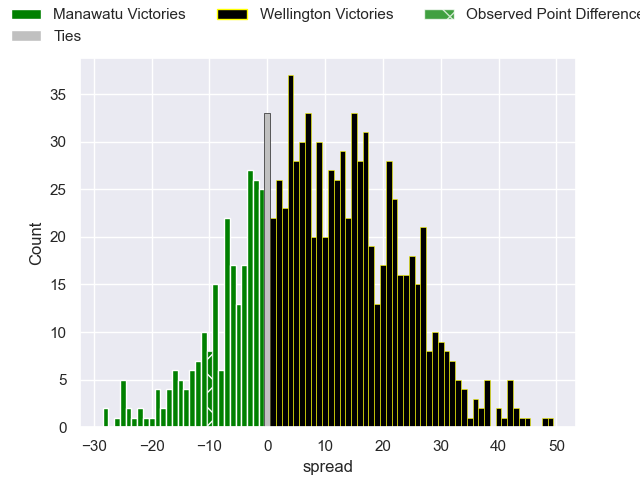 Manawatu Victories
Wellington Victories
Observed Point Difference
Ties
35
30
25
20
15
10
5
0
Count
−30
−20
−10
0
10
20
30
40
50
spread